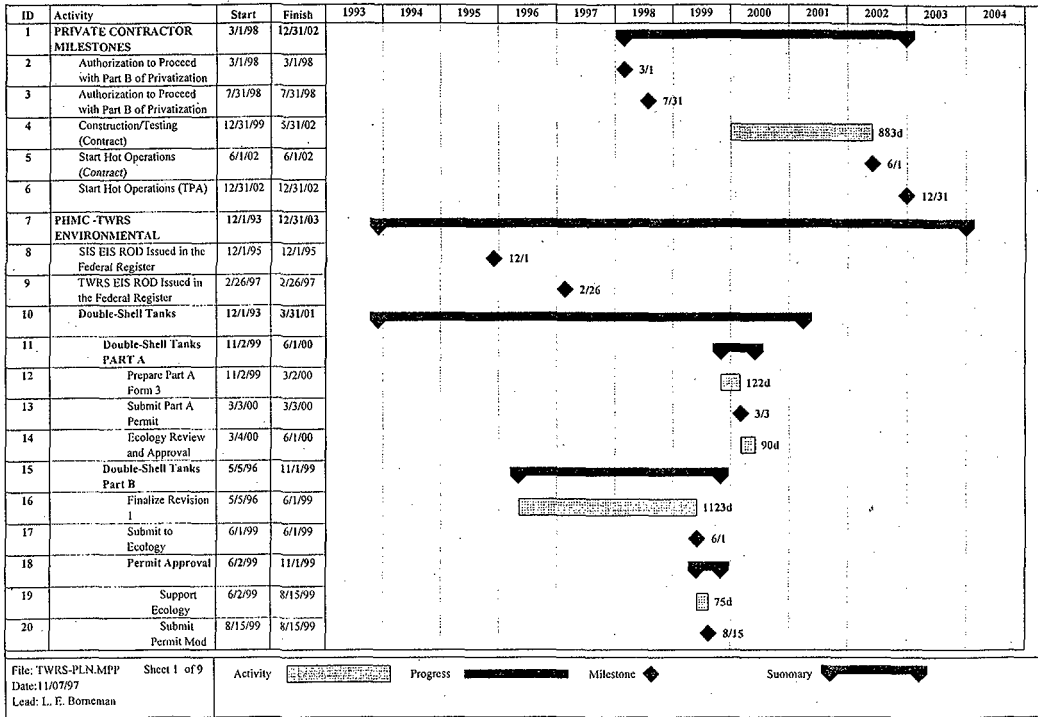 ID Activity Start Finish 1993 1994 1995 1996 1997 1998 1999 2000 2001 2002 2003 2004
1 PRIVATE CONTRACTOR 3/1/98 12/31/02
MILESTONES
2 Authorization to Proceed 3/1/98 3/1/98 3/1
with Part B of Privatization
3 Authorization to Proceed 7/31/98 7/31/98 7/31
with Part B of Privatization
4 Construction/Testing 12/31/99 5/31/02 883d
(Contract)
5 Start Hot Operations 6/1/02 6/1/02 6/1
(Contract)
6 Start Hot Operations (TPA) 12/31/02 12/31/02 12/31
7 PHMC -TWRS 12/1/93 12/31/03
ENVIRONMENTAL
8 SIS EIS ROD Issued in the 12/1/95 12/1/95 12/1
Federal Register
9 TWRS EIS ROD Issued in 2/26/97 2/26/97 2/26
the Federal Register
10 Double-Shell Tanks 12/1/93 3/31/01
11 Double-Shell Tanks 11/2/99 6/1/00
PART A
12 Prepare Part A 11/2/99 3/2/00 122d
Form 3
13 Submit Part A 3/3/00 3/3/00 3/3
Permit
14 Ecology Review 3/4/00 6/1/00 90d
and Approval
15 Double-Shell Tanks 5/5/96 11/1/99
Part B
16 Finalize Revision 5/5/96 6/1/99 1123d
1
17 Submit to 6/1/99 6/1/99 6/1
Ecology
18 Permit Approval 6/2/99 11/1/99
19 Support 6/2/99 8/15/99 75d
Ecology
20 Submit 8/15/99 8/15/99 8/15
Permit Mod
File: TWRS-PLN.MPP Sheet 1 of 9
Date:11/07/97
Lead: L. E. Borneman
Activity Progress Milestone Summary